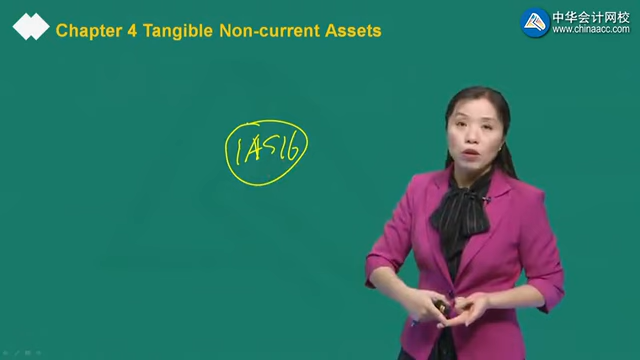 Chapter 4 Tangible Non-current Assets
中华会计网校
www.chinaacc.com
IAS16